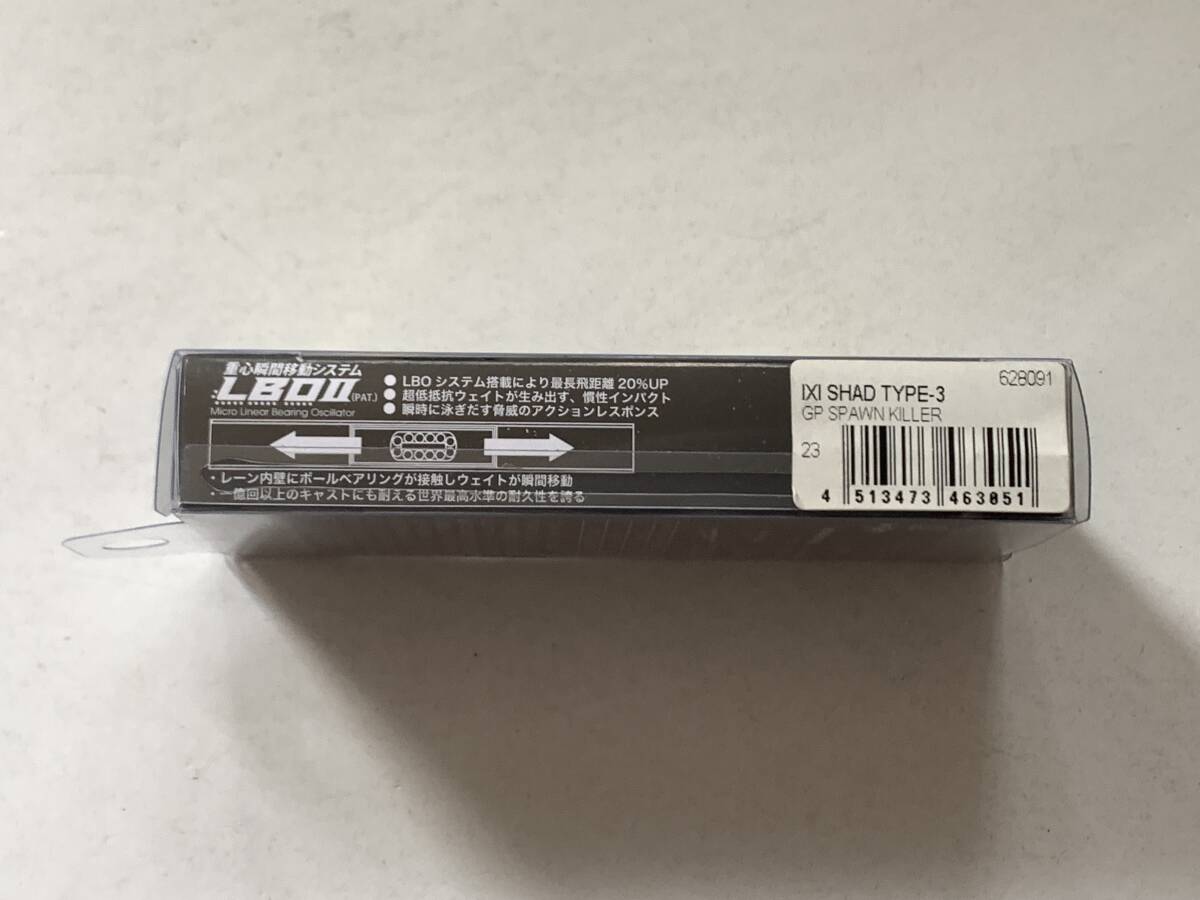 重心瞬間移動システム
LBOII (PAT.)
Micro Linear Bearing Oscillator
● LBO システム搭載により最長飛距離 20%UP
● 超低抵抗ウェイトが生み出す、慣性インパクト
● 瞬時に泳ぎだす脅威のアクションレスポンス
・レーン内壁にボールベアリングが接触しウェイトが瞬間移動
・一億回以上のキャストにも耐える世界最高水準の耐久性を誇る
628091
IXI SHAD TYPE-3
GP SPAWN KILLER
23
4 513473 463051